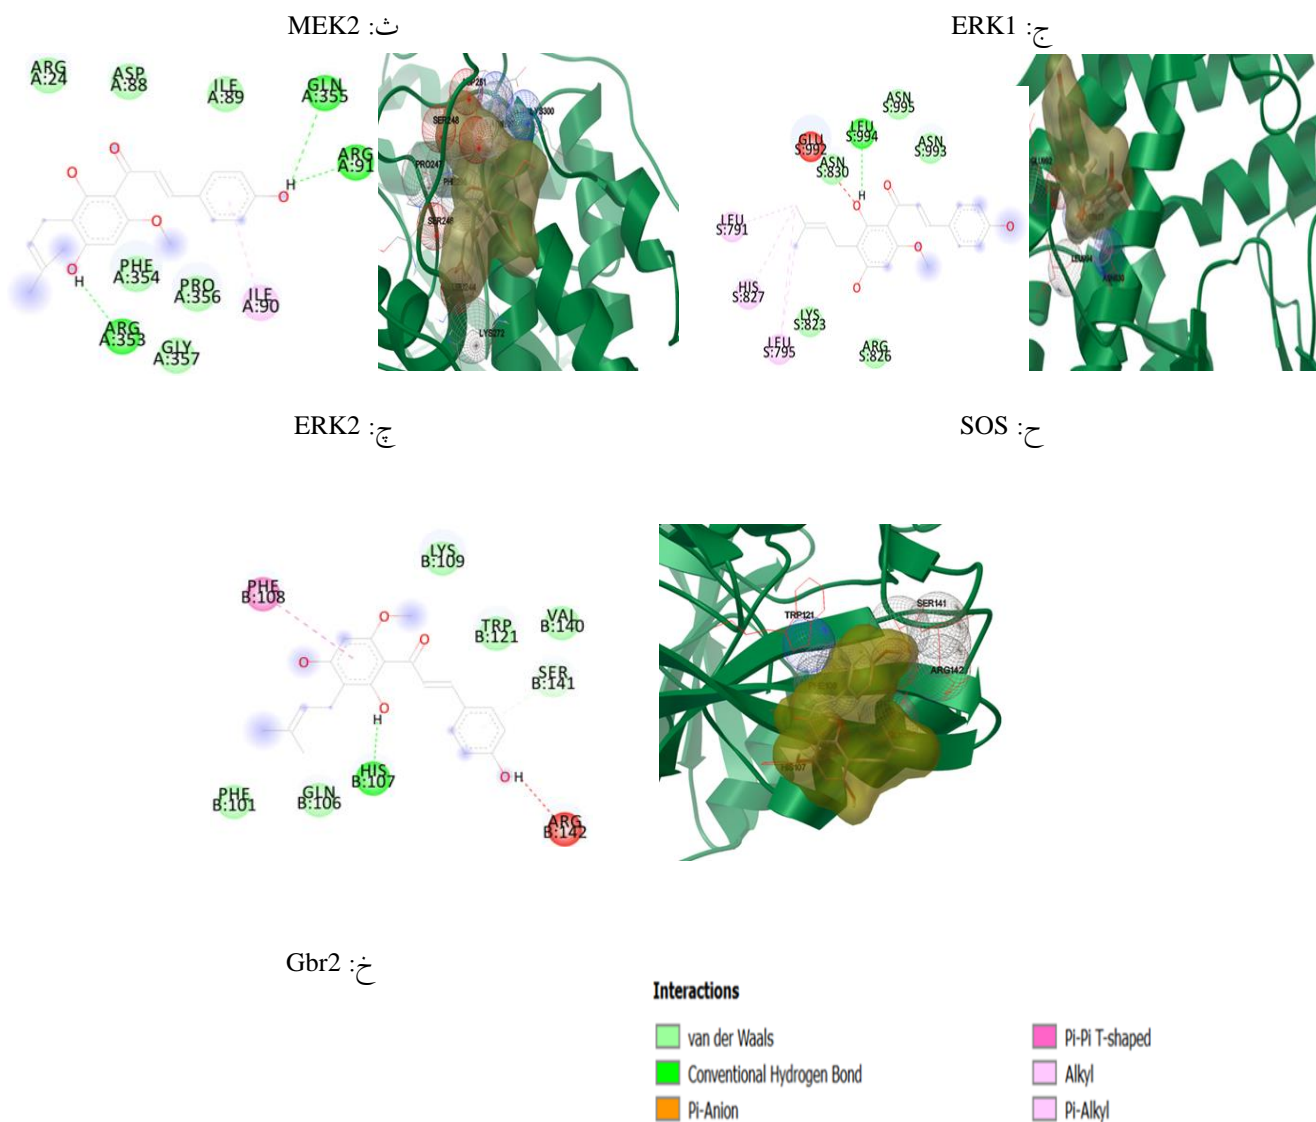 MEK2 :ث
ERK1 :ج
ARG
A:24
ASP
A:88
ILE
A:89
GLN
A:355
ARG
A:91
O
O
O
O
H
O
H
PHE
A:354
PRO
A:356
ILE
A:90
ARG
A:353
GLY
A:357
SER248
LYS300
PRO247
LYS272
ASN
S:995
LEU
S:994
GLU
S:992
ASN
S:993
ASN
S:830
H
O
O
O
O
O
LEU
S:791
HIS
S:827
LYS
S:823
LEU
S:795
ARG
S:826
ERK2 :چ
SOS :ح
LYS
B:109
PHE
B:108
TRP
B:121
VAL
B:140
SER
B:141
O
O
O
O
H
O H
PHE
B:101
GLN
B:106
HIS
B:107
ARG
B:142
TRP121
SER141
ARG142
HIS107
Gbr2 :خ
Interactions
van der Waals
Conventional Hydrogen Bond
Pi-Anion
Pi-Pi T-shaped
Alkyl
Pi-Alkyl